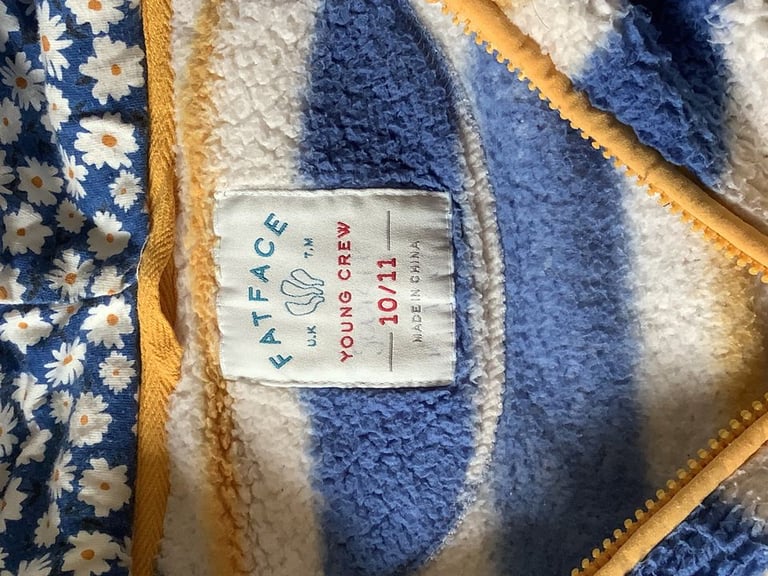 FATFACE
U.K T.M
YOUNG CREW
10/11
MADE IN CHINA